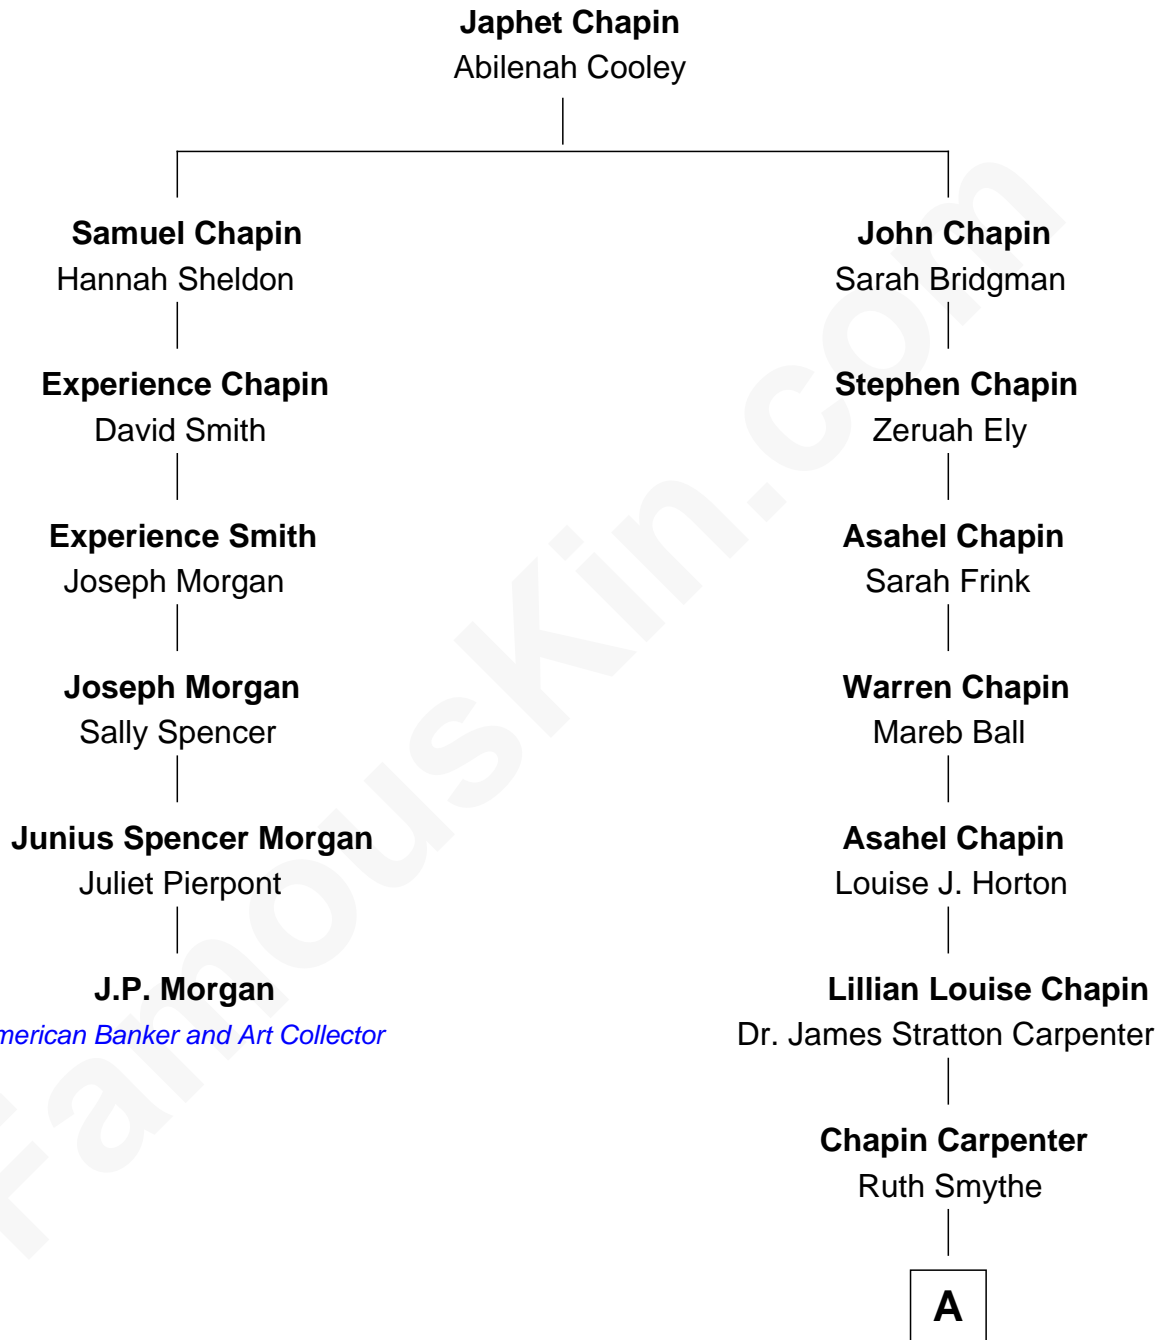 Japhet Chapin
Abilenah Cooley
Samuel Chapin
Hannah Sheldon
John Chapin
Sarah Bridgman
Experience Chapin
David Smith
Stephen Chapin
Zeruah Ely
Experience Smith
Joseph Morgan
Asahel Chapin
Sarah Frink
Joseph Morgan
Sally Spencer
Warren Chapin
Mareb Ball
Junius Spencer Morgan
Juliet Pierpont
Asahel Chapin
Louise J. Horton
J.P. Morgan
merican Banker and Art Collector
Lillian Louise Chapin
Dr. James Stratton Carpenter
Chapin Carpenter
Ruth Smythe
A
FamousKin.com